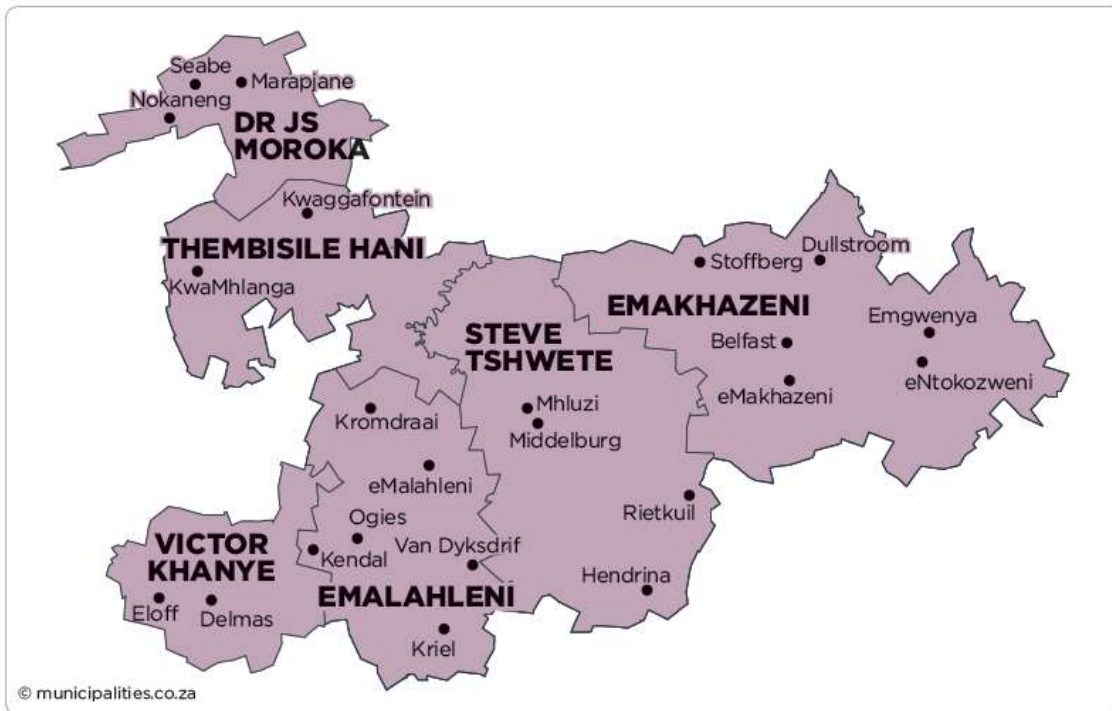 Seabe
Marapjane
Nokaneng
DR JS
MOROKA
Kwaggafontein
THEMBISILE HANI
KwaMhlanga
Dullstroom
Stoffberg
EMAKHAZENI
Emgwenya
STEVE
TSHWETE
Belfast
eNtokozweni
eMakhazeni
Mhluzi
Kromdraai
Middelburg
eMalahleni
Rietkuil
Ogies
VICTOR
KHANYE
Van Dyksdrif
Kendal
Hendrina
EMALAHLENI
Eloff
Delmas
Kriel
© municipalities.co.za